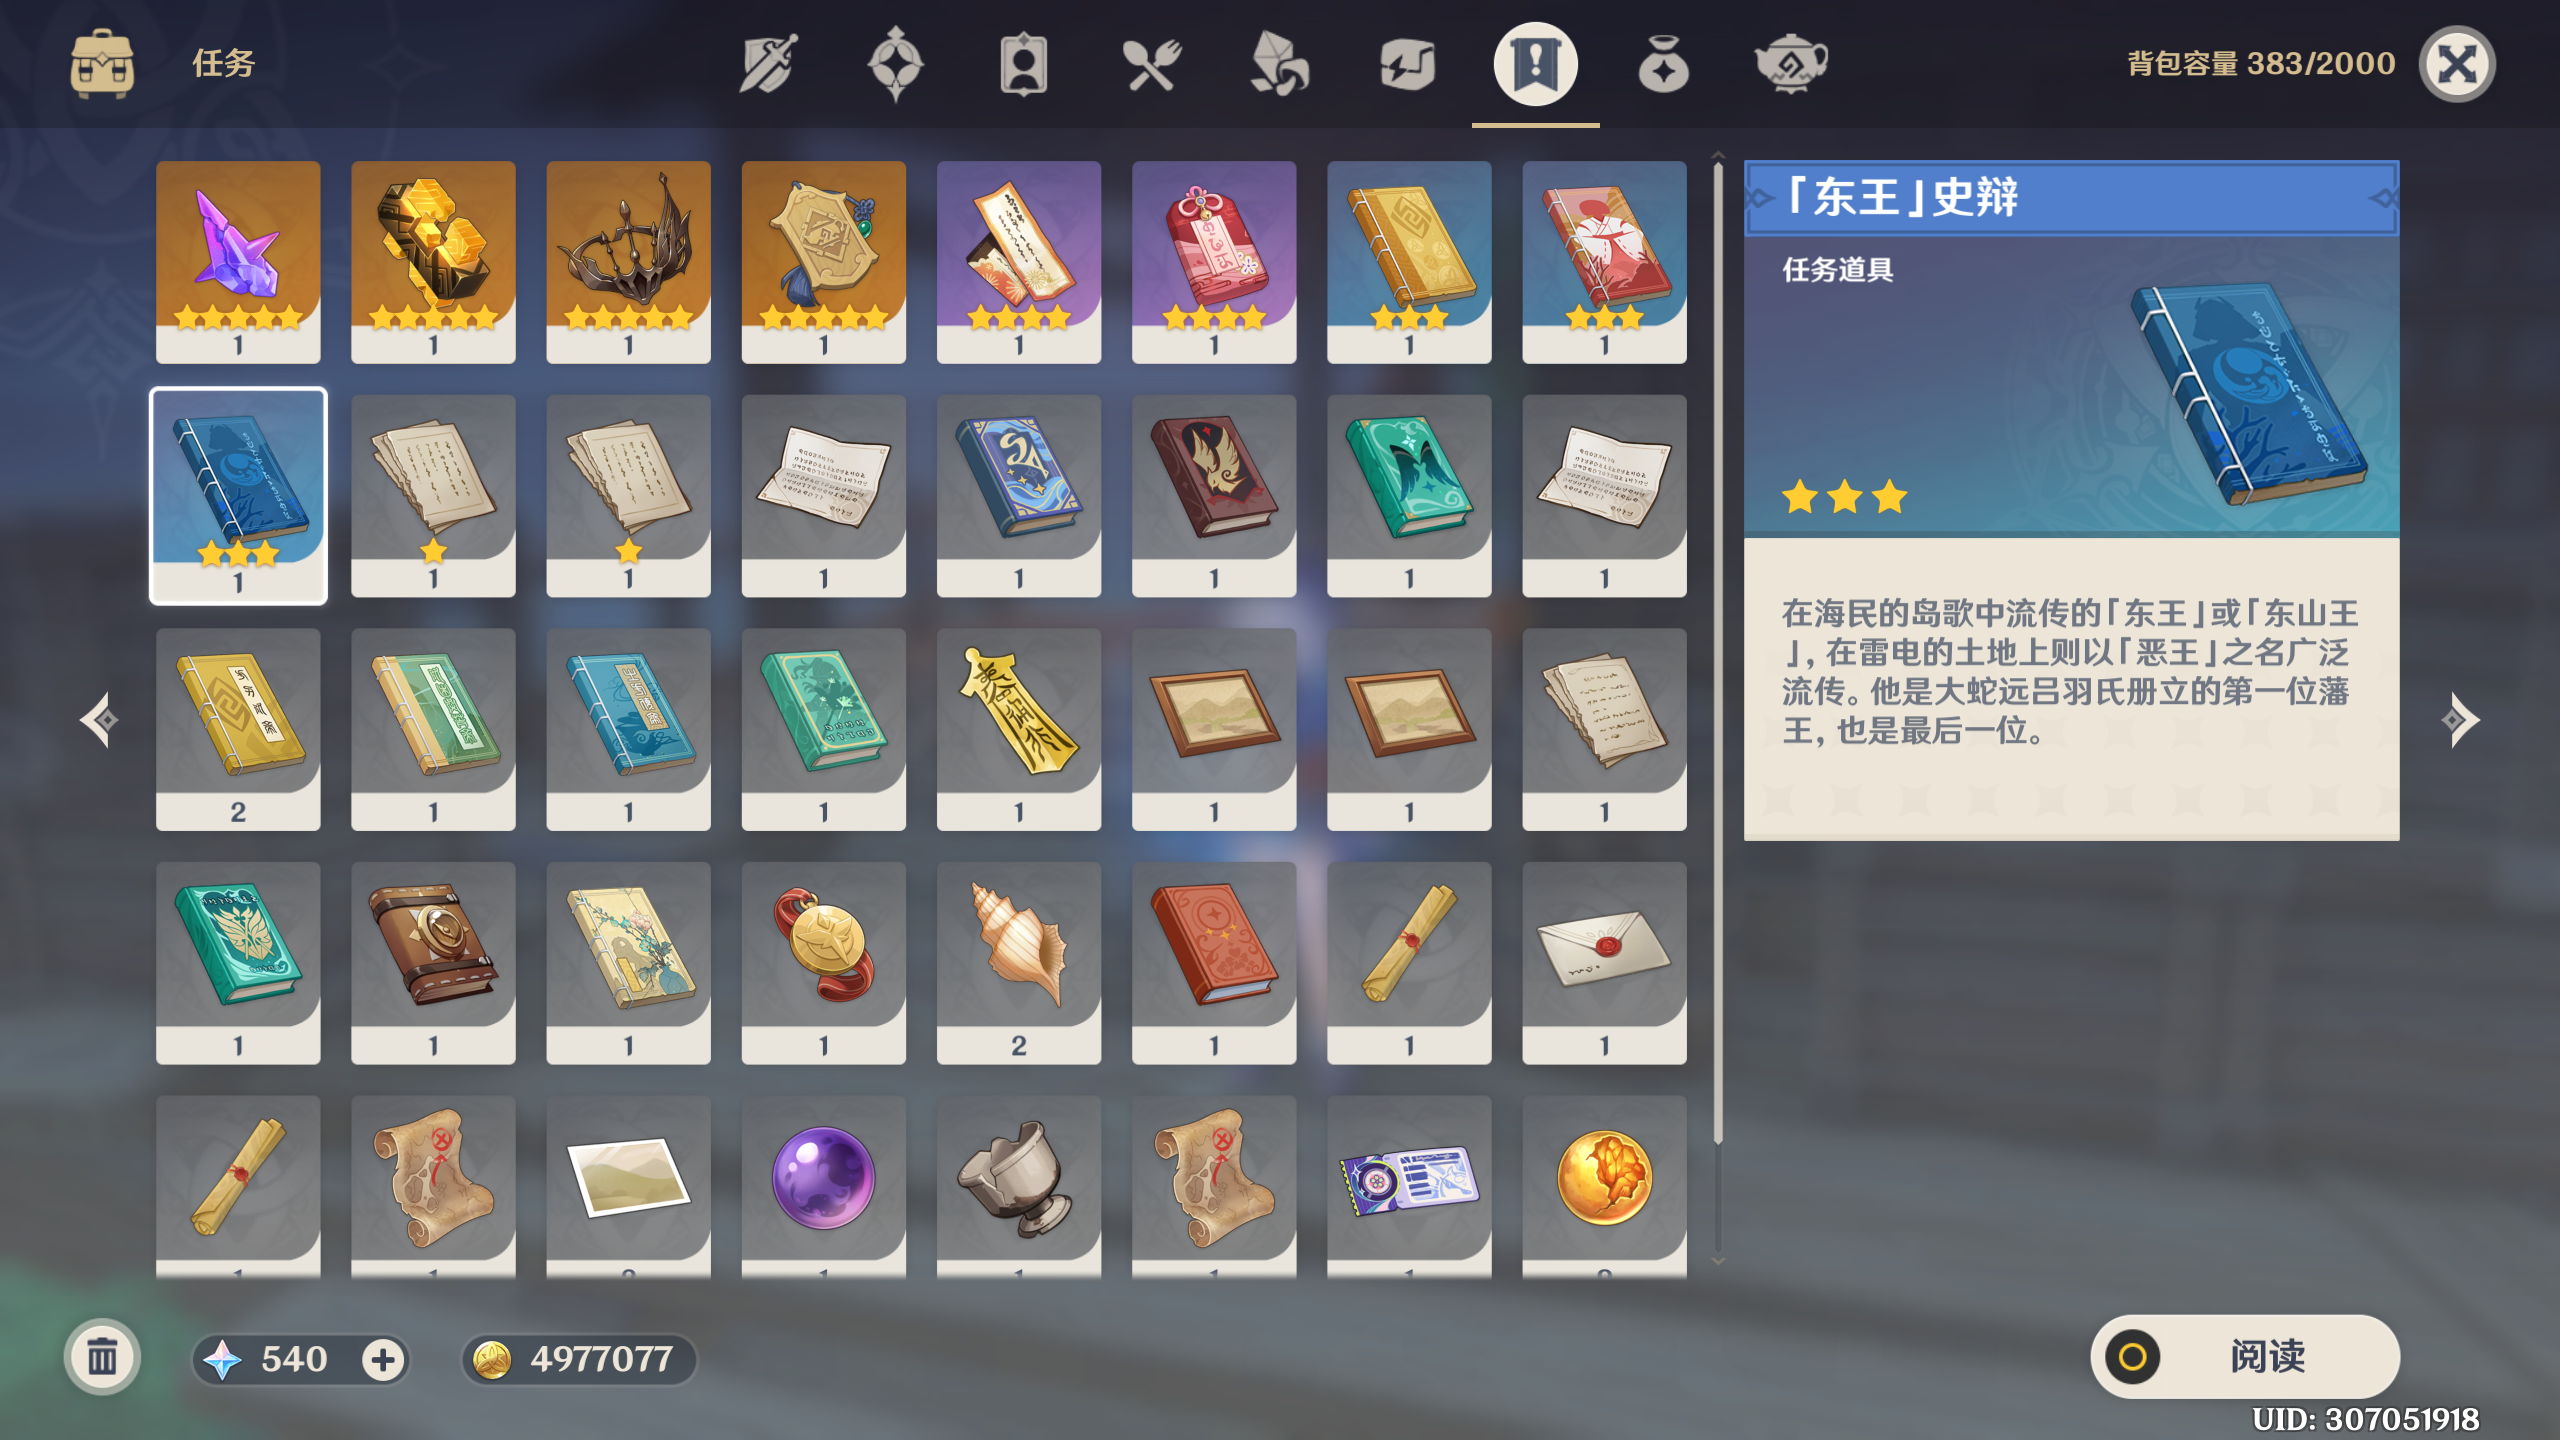 任务
背包容量 383/2000
1 1 1 1 1 1 1 1
1 1 1 1 1 1 1 1
2 1 1 1 1 1 1 1
1 1 1 1 2 1 1 1
「东王」史辩
任务道具
在海民的岛歌中流传的「东王」或「东山王
」，在雷电的土地上则以「恶王」之名广泛
流传。他是大蛇远吕羽氏册立的第一位藩
王，也是最后一位。
540
4977077
阅读
UID: 307051918